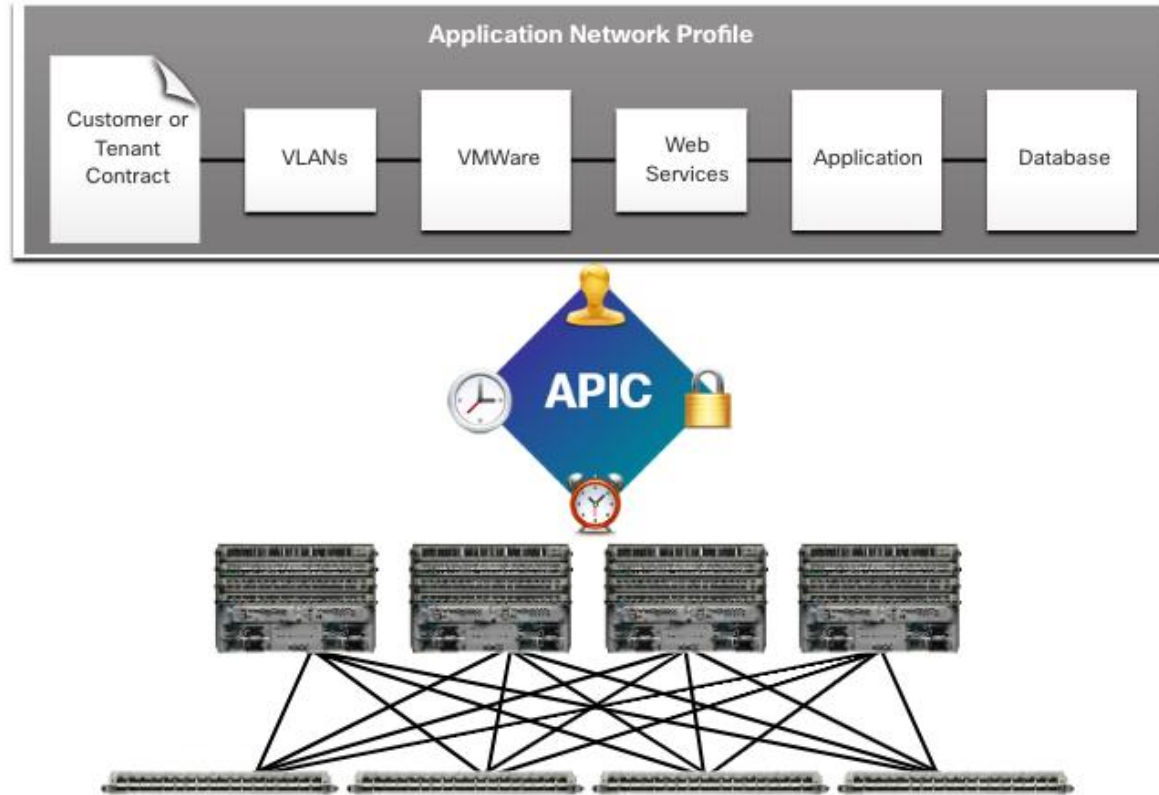 Application Network Profile
Customer or
Tenant
Contract
VLANs
VMWare
Web
Services
Application
Database
APIC